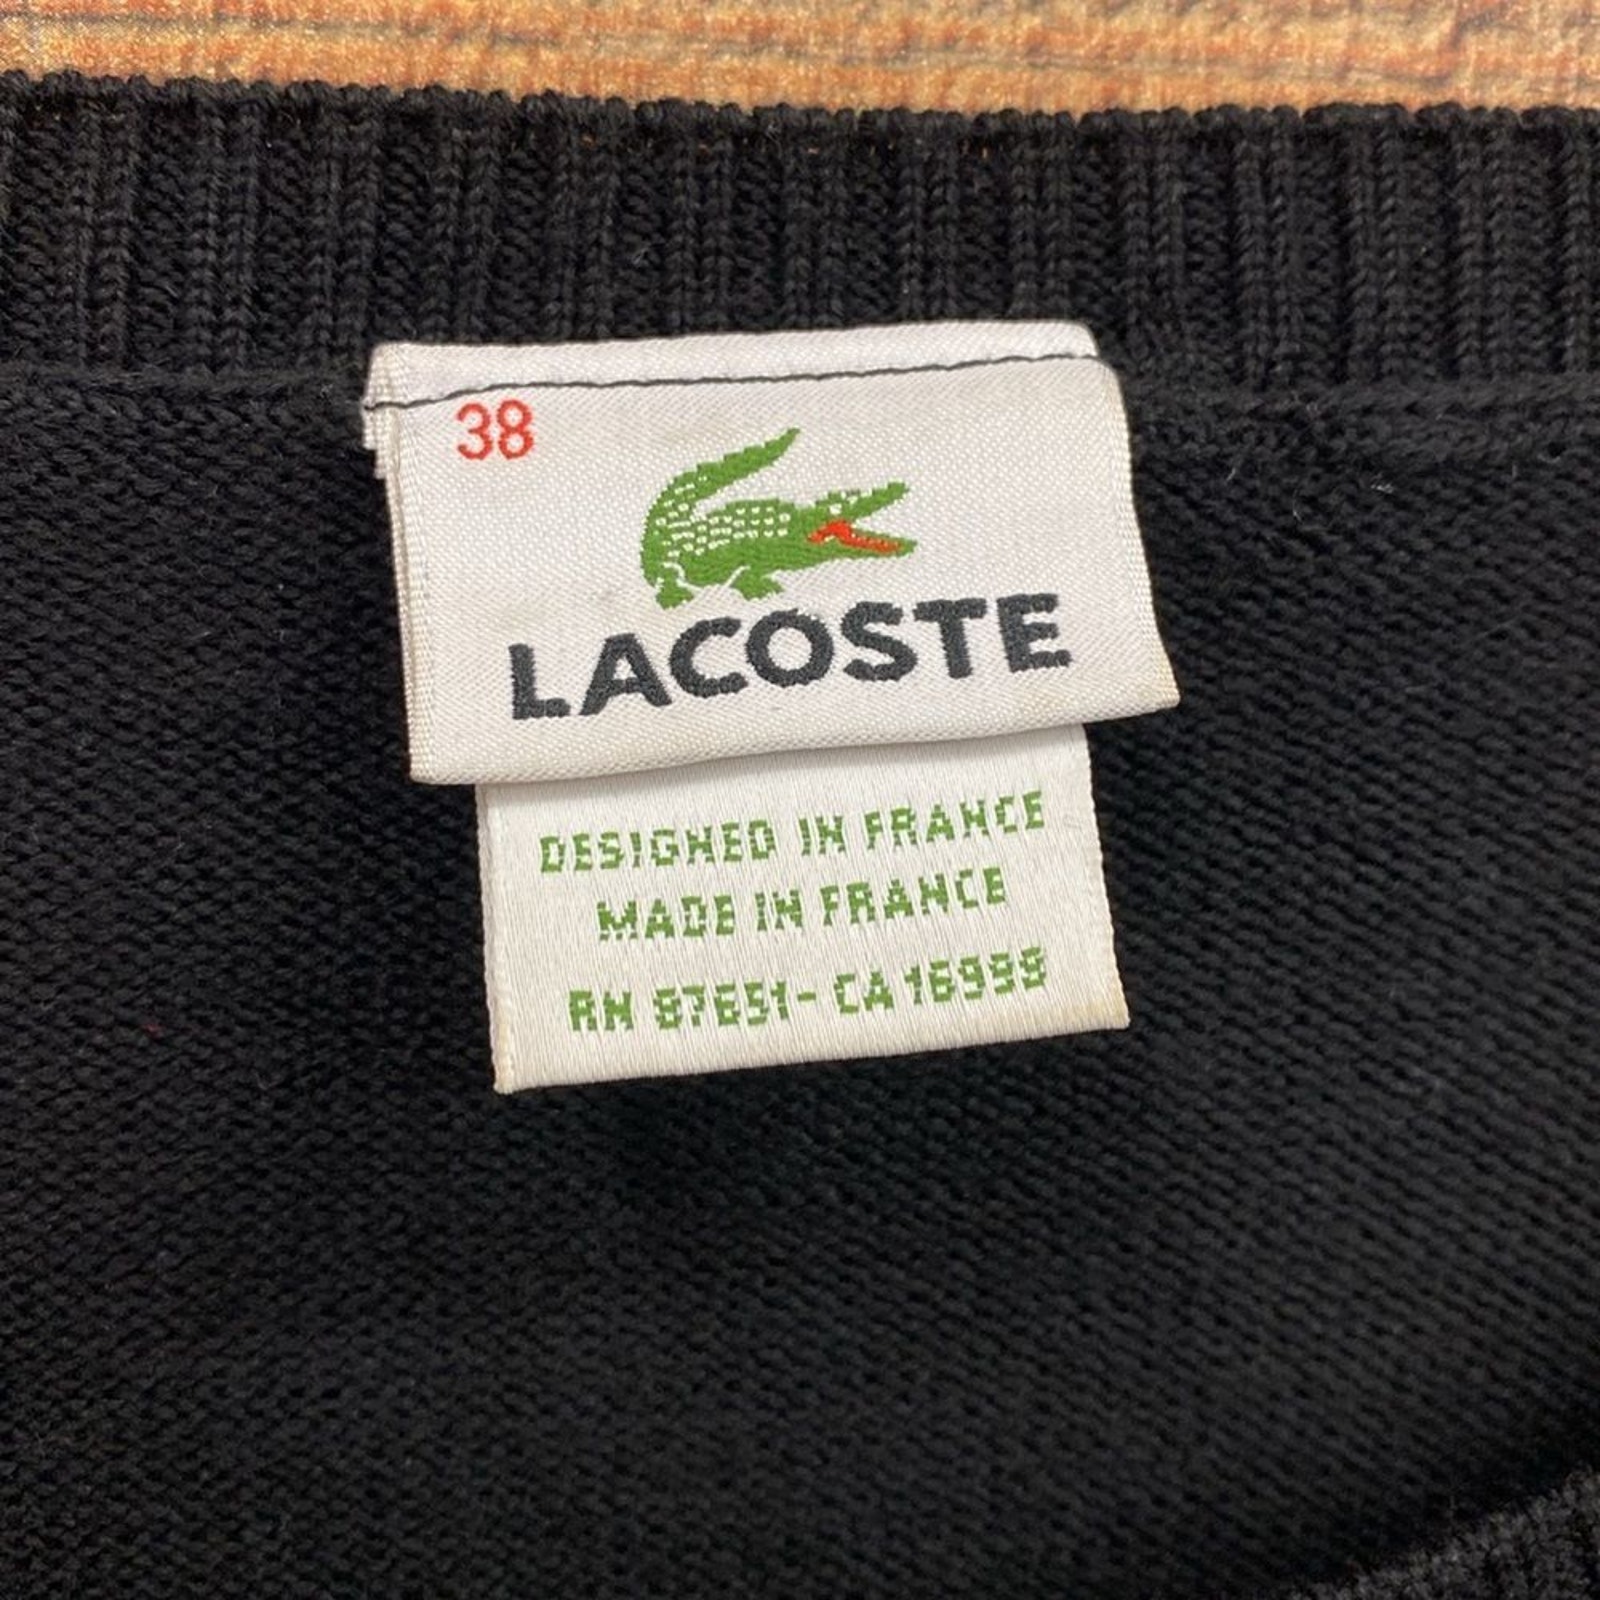 38
LACOSTE
DESIGNED IN FRANCE
MADE IN FRANCE
RN 87651- CA 16998